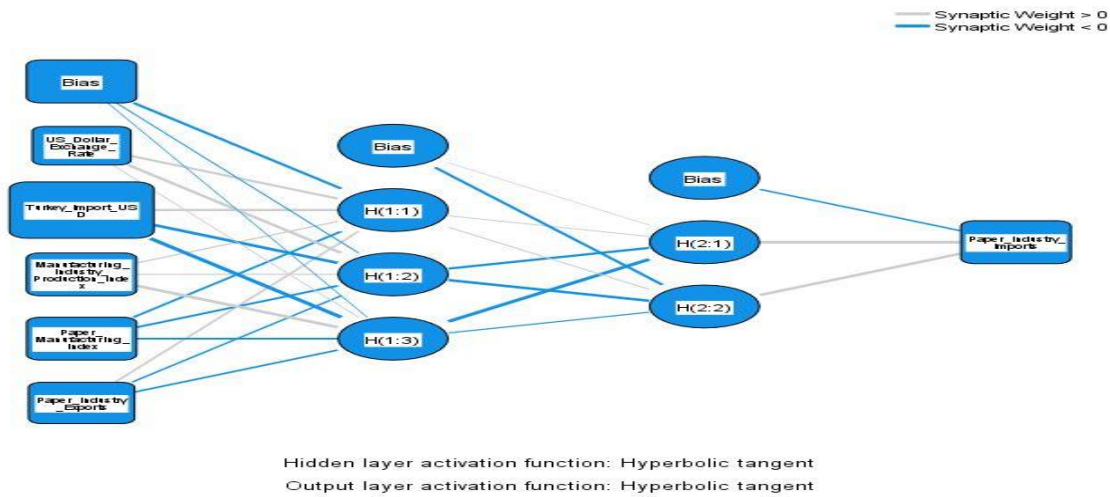 Synaptic Weight > 0
Synaptic Weight < 0
Bias
US_Dollar_
Exchange_
Rate
Turkey_Import_US
D
Manufacturing_
Industry_
Production_Inde
x
Paper_
Manufacturing_
Index
Paper_Industry
_Exports
Bias
H(1:1)
H(1:2)
H(1:3)
Bias
H(2:1)
H(2:2)
Paper_Industry_
Imports
Hidden layer activation function: Hyperbolic tangent
Output layer activation function: Hyperbolic tangent